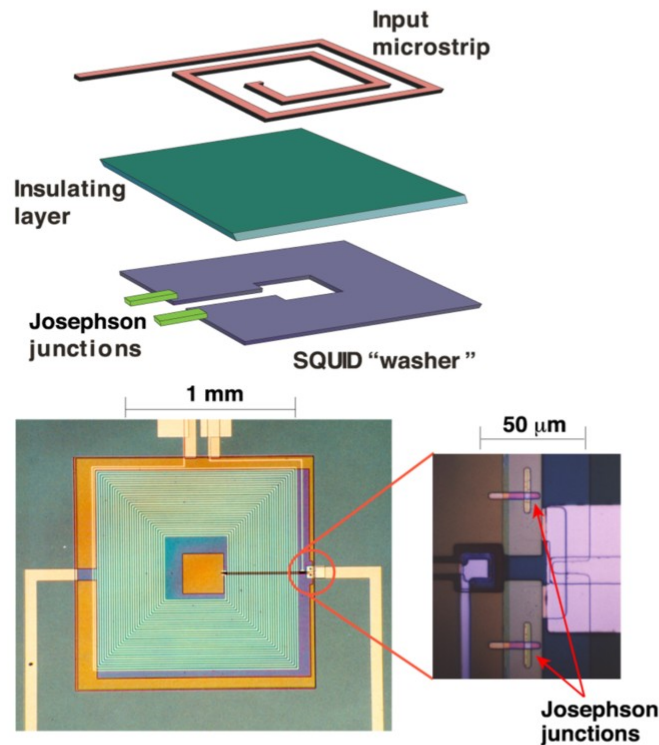 Input
microstrip
Insulating
layer
Josephson
junctions
SQUID “washer ”
1 mm
50 μm
Josephson
junctions